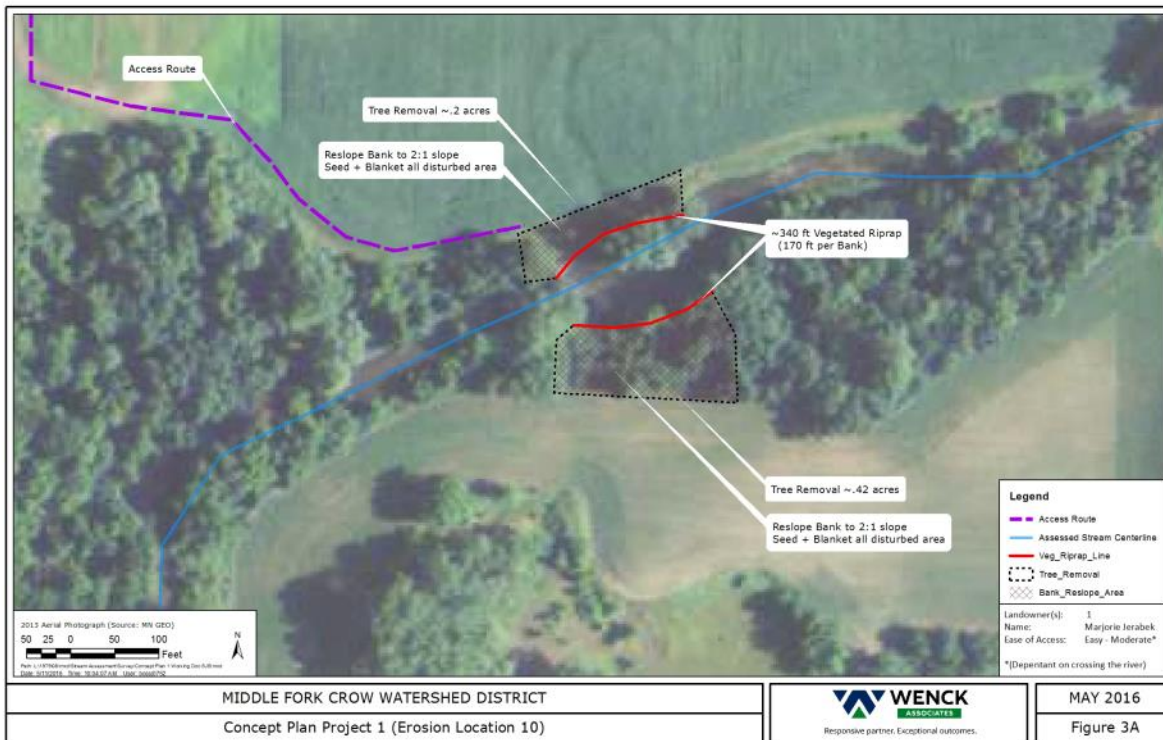 Access Route
Tree Removal ~.2 acres
Reslope Bank to 2:1 slope
Seed + Blanket all disturbed area
~340 ft Vegetated Riprap
(170 ft per Bank)
Tree Removal ~.42 acres
Reslope Bank to 2:1 slope
Seed + Blanket all disturbed area
Legend
Access Route
Assessed Stream Centerline
Veg_Riprap_Line
Tree_Removal
Bank_Reslope_Area
Landowner(s): 1
Name: Marjorie Jerabek
Ease of Access: Easy - Moderate*
*(Dependant on crossing the river)
2013 Aerial Photograph (Source: MN GEO)
50 25 0 50 100
Feet
N
MIDDLE FORK CROW WATERSHED DISTRICT
Concept Plan Project 1 (Erosion Location 10)
WENCK
ASSOCIATES
Responsive partner. Exceptional outcomes.
MAY 2016
Figure 3A